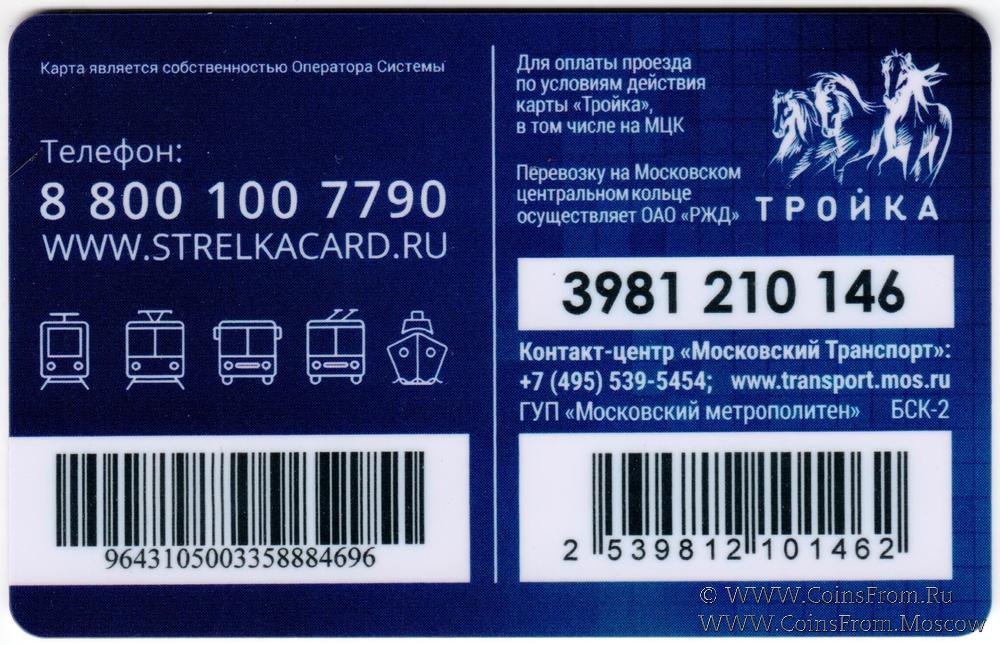 Карта является собственностью Оператора Системы
Телефон:
8 800 100 7790
WWW.STRELKACARD.RU
9643105003358884696
Для оплаты проезда
по условиям действия
карты «Тройка»,
в том числе на МЦК
Перевозку на Московском
центральном кольце
осуществляет ОАО «РЖД»
ТРОЙКА
3981 210 146
Контакт-центр «Московский Транспорт»:
+7 (495) 539-5454; www.transport.mos.ru
ГУП «Московский метрополитен» БСК-2
2 539812 101462
© WWW.CoinsFrom.Ru
WWW.CoinsFrom.Moscow